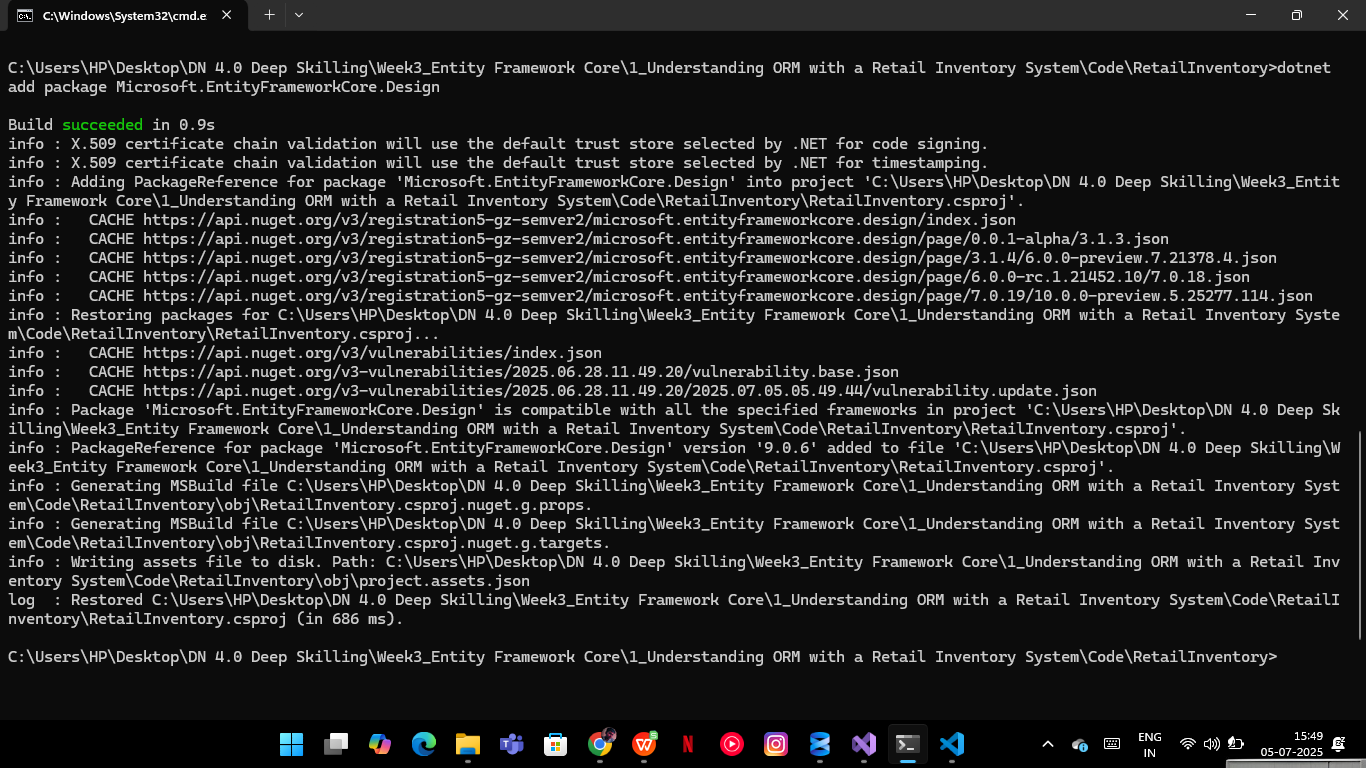 C:\Windows\System32\cmd.e
C:\Users\HP\Desktop\DN 4.0 Deep Skilling\Week3_Entity Framework Core\1_Understanding ORM with a Retail Inventory System\Code\RetailInventory>dotnet
add package Microsoft.EntityFrameworkCore.Design
Build succeeded in 0.9s
info : X.509 certificate chain validation will use the default trust store selected by .NET for code signing.
info : X.509 certificate chain validation will use the default trust store selected by .NET for timestamping.
info : Adding PackageReference for package 'Microsoft.EntityFrameworkCore.Design' into project 'C:\Users\HP\Desktop\DN 4.0 Deep Skilling\Week3_Entit
y Framework Core\1_Understanding ORM with a Retail Inventory System\Code\RetailInventory\RetailInventory.csproj'.
info :   CACHE https://api.nuget.org/v3/registration5-gz-semver2/microsoft.entityframeworkcore.design/index.json
info :   CACHE https://api.nuget.org/v3/registration5-gz-semver2/microsoft.entityframeworkcore.design/page/0.0.1-alpha/3.1.3.json
info :   CACHE https://api.nuget.org/v3/registration5-gz-semver2/microsoft.entityframeworkcore.design/page/3.1.4/6.0.0-preview.7.21378.4.json
info :   CACHE https://api.nuget.org/v3/registration5-gz-semver2/microsoft.entityframeworkcore.design/page/6.0.0-rc.1.21452.10/7.0.18.json
info :   CACHE https://api.nuget.org/v3/registration5-gz-semver2/microsoft.entityframeworkcore.design/page/7.0.19/10.0.0-preview.5.25277.114.json
info : Restoring packages for C:\Users\HP\Desktop\DN 4.0 Deep Skilling\Week3_Entity Framework Core\1_Understanding ORM with a Retail Inventory Syste
m\Code\RetailInventory\RetailInventory.csproj...
info :   CACHE https://api.nuget.org/v3/vulnerabilities/index.json
info :   CACHE https://api.nuget.org/v3-vulnerabilities/2025.06.28.11.49.20/vulnerability.base.json
info :   CACHE https://api.nuget.org/v3-vulnerabilities/2025.06.28.11.49.20/2025.07.05.05.49.44/vulnerability.update.json
info : Package 'Microsoft.EntityFrameworkCore.Design' is compatible with all the specified frameworks in project 'C:\Users\HP\Desktop\DN 4.0 Deep Sk
illing\Week3_Entity Framework Core\1_Understanding ORM with a Retail Inventory System\Code\RetailInventory\RetailInventory.csproj'.
info : PackageReference for package 'Microsoft.EntityFrameworkCore.Design' version '9.0.6' added to file 'C:\Users\HP\Desktop\DN 4.0 Deep Skilling\W
eek3_Entity Framework Core\1_Understanding ORM with a Retail Inventory System\Code\RetailInventory\RetailInventory.csproj'.
info : Generating MSBuild file C:\Users\HP\Desktop\DN 4.0 Deep Skilling\Week3_Entity Framework Core\1_Understanding ORM with a Retail Inventory Syst
em\Code\RetailInventory\obj\RetailInventory.csproj.nuget.g.props.
info : Generating MSBuild file C:\Users\HP\Desktop\DN 4.0 Deep Skilling\Week3_Entity Framework Core\1_Understanding ORM with a Retail Inventory Syst
em\Code\RetailInventory\obj\RetailInventory.csproj.nuget.g.targets.
info : Writing assets file to disk. Path: C:\Users\HP\Desktop\DN 4.0 Deep Skilling\Week3_Entity Framework Core\1_Understanding ORM with a Retail Inv
entory System\Code\RetailInventory\obj\project.assets.json
log  : Restored C:\Users\HP\Desktop\DN 4.0 Deep Skilling\Week3_Entity Framework Core\1_Understanding ORM with a Retail Inventory System\Code\RetailI
nventory\RetailInventory.csproj (in 686 ms).
C:\Users\HP\Desktop\DN 4.0 Deep Skilling\Week3_Entity Framework Core\1_Understanding ORM with a Retail Inventory System\Code\RetailInventory>
ENG
IN
15:49
05-07-2025